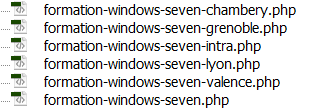 formation-windows-seven-chambery.php
formation-windows-seven-grenoble.php
formation-windows-seven-intra.php
formation-windows-seven-lyon.php
formation-windows-seven-valence.php
formation-windows-seven.php